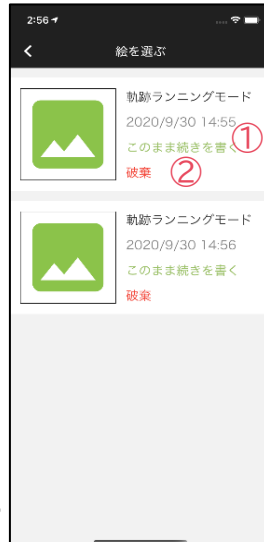 2:56
絵を選ぶ
軌跡ランニングモード
2020/9/30 14:55
このまま続きを書く ①
破棄 ②
軌跡ランニングモード
2020/9/30 14:56
このまま続きを書く
破棄